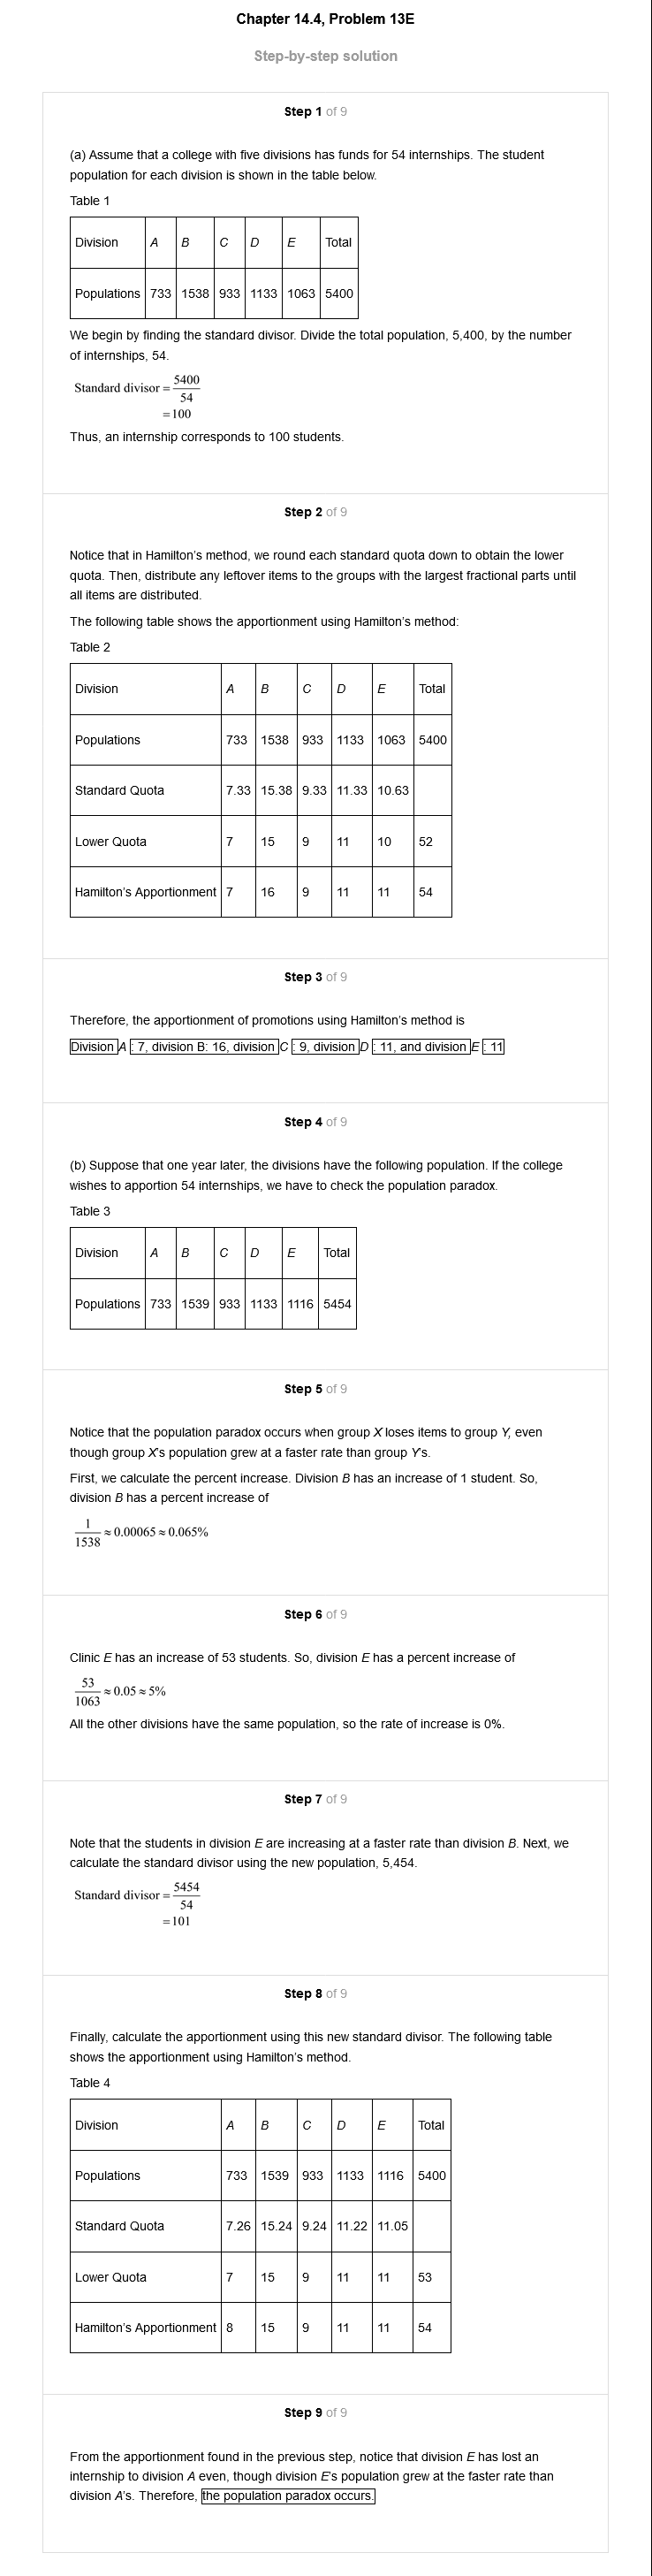 Chapter 14.4, Problem 13E
Step-by-step solution
Step 1 of 9
(a) Assume that a college with five divisions has funds for 54 internships. The student
population for each division is shown in the table below.
Table 1
Division A B C D E Total
Populations 733 1538 933 1133 1063 5400
We begin by finding the standard divisor. Divide the total population, 5,400, by the number
of internships, 54.
Standard divisor = 5400/54
= 100
Thus, an internship corresponds to 100 students.
Step 2 of 9
Notice that in Hamilton's method, we round each standard quota down to obtain the lower
quota. Then, distribute any leftover items to the groups with the largest fractional parts until
all items are distributed.
The following table shows the apportionment using Hamilton's method:
Table 2
Division A B C D E Total
Populations 733 1538 933 1133 1063 5400
Standard Quota 7.33 15.38 9.33 11.33 10.63
Lower Quota 7 15 9 11 10 52
Hamilton's Apportionment 7 16 9 11 11 54
Step 3 of 9
Therefore, the apportionment of promotions using Hamilton's method is
Division A : 7, division B: 16, division C : 9, division D : 11, and division E : 11
Step 4 of 9
(b) Suppose that one year later, the divisions have the following population. If the college
wishes to apportion 54 internships, we have to check the population paradox.
Table 3
Division A B C D E Total
Populations 733 1539 933 1133 1116 5454
Step 5 of 9
Notice that the population paradox occurs when group X loses items to group Y, even
though group X's population grew at a faster rate than group Y's.
First, we calculate the percent increase. Division B has an increase of 1 student. So,
division B has a percent increase of
1/1538 ≈ 0.00065 ≈ 0.065%
Step 6 of 9
Clinic E has an increase of 53 students. So, division E has a percent increase of
53/1063 ≈ 0.05 ≈ 5%
All the other divisions have the same population, so the rate of increase is 0%.
Step 7 of 9
Note that the students in division E are increasing at a faster rate than division B. Next, we
calculate the standard divisor using the new population, 5,454.
Standard divisor = 5454/54
= 101
Step 8 of 9
Finally, calculate the apportionment using this new standard divisor. The following table
shows the apportionment using Hamilton's method.
Table 4
Division A B C D E Total
Populations 733 1539 933 1133 1116 5400
Standard Quota 7.26 15.24 9.24 11.22 11.05
Lower Quota 7 15 9 11 11 53
Hamilton's Apportionment 8 15 9 11 11 54
Step 9 of 9
From the apportionment found in the previous step, notice that division E has lost an
internship to division A even, though division E's population grew at the faster rate than
division A's. Therefore, the population paradox occurs.